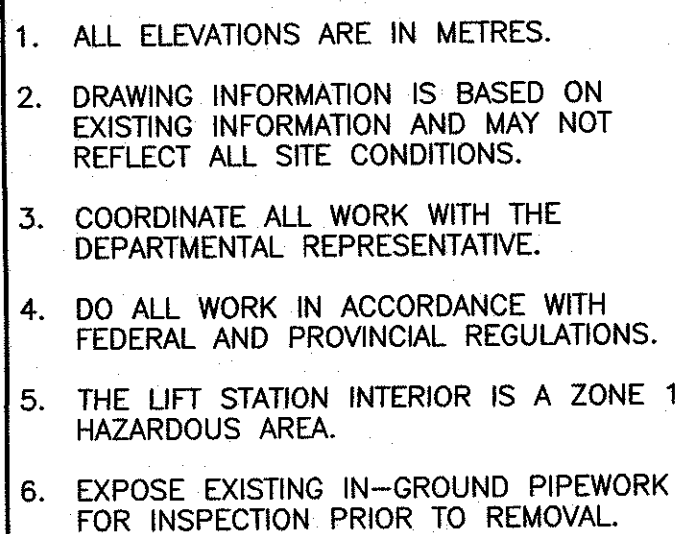 1. ALL ELEVATIONS ARE IN METRES.
2. DRAWING INFORMATION IS BASED ON
EXISTING INFORMATION AND MAY NOT
REFLECT ALL SITE CONDITIONS.
3. COORDINATE ALL WORK WITH THE
DEPARTMENTAL REPRESENTATIVE.
4. DO ALL WORK IN ACCORDANCE WITH
FEDERAL AND PROVINCIAL REGULATIONS.
5. THE LIFT STATION INTERIOR IS A ZONE 1
HAZARDOUS AREA.
6. EXPOSE EXISTING IN-GROUND PIPEWORK
FOR INSPECTION PRIOR TO REMOVAL.